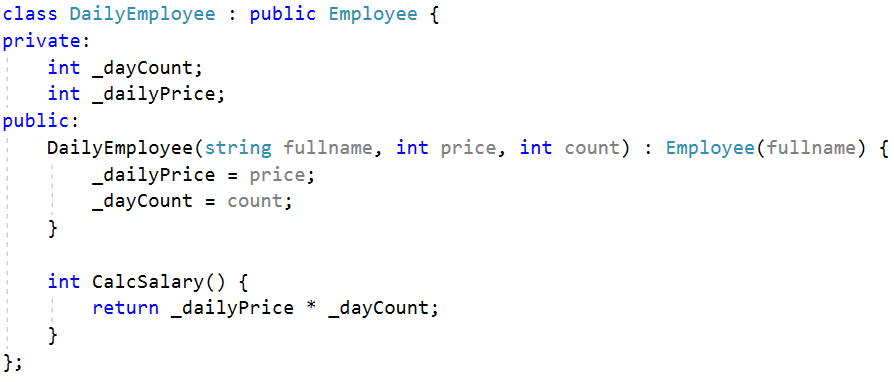 class DailyEmployee : public Employee {
private:
    int _dayCount;
    int _dailyPrice;
public:
    DailyEmployee(string fullname, int price, int count) : Employee(fullname) {
        _dailyPrice = price;
        _dayCount = count;
    }

    int CalcSalary() {
        return _dailyPrice * _dayCount;
    }
};